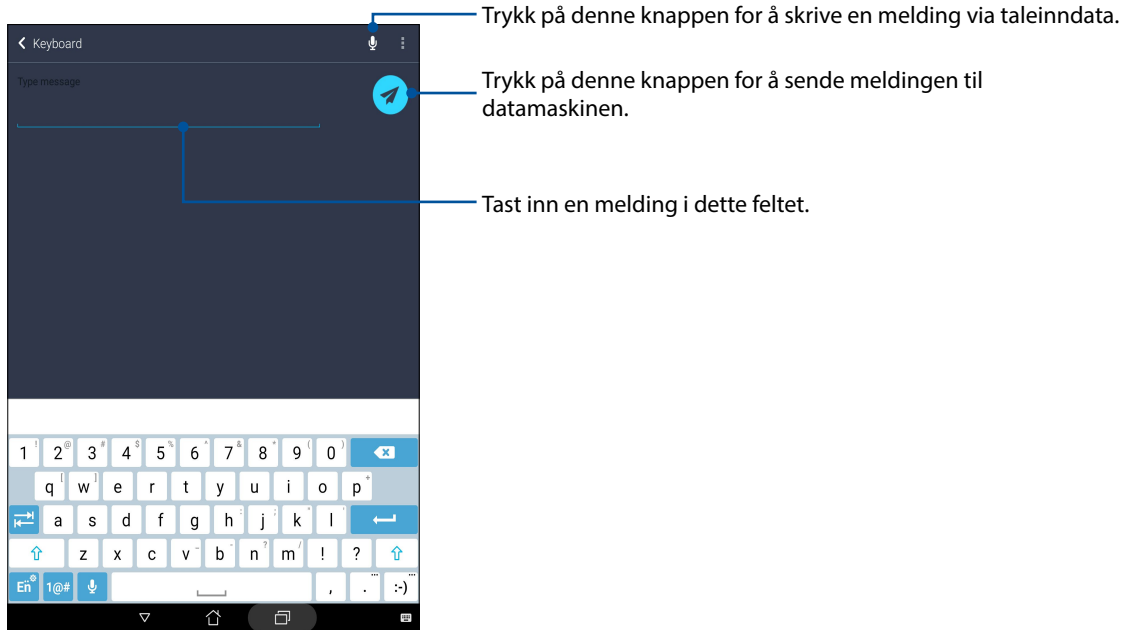 Trykk på denne knappen for å skrive en melding via taleinndata.
Keyboard
Type message
Trykk på denne knappen for å sende meldingen til
datamaskinen.
Tast inn en melding i dette feltet.
1 ! 2 @ 3 # 4 $ 5 % 6 ^ 7 & 8 * 9 ( 0 )
q [ w ] e r t y u i o p +
a s d f g h : j ; k " l '
z x c v - b - n ? m / ! ?
En 1@# , . ... :-) ...